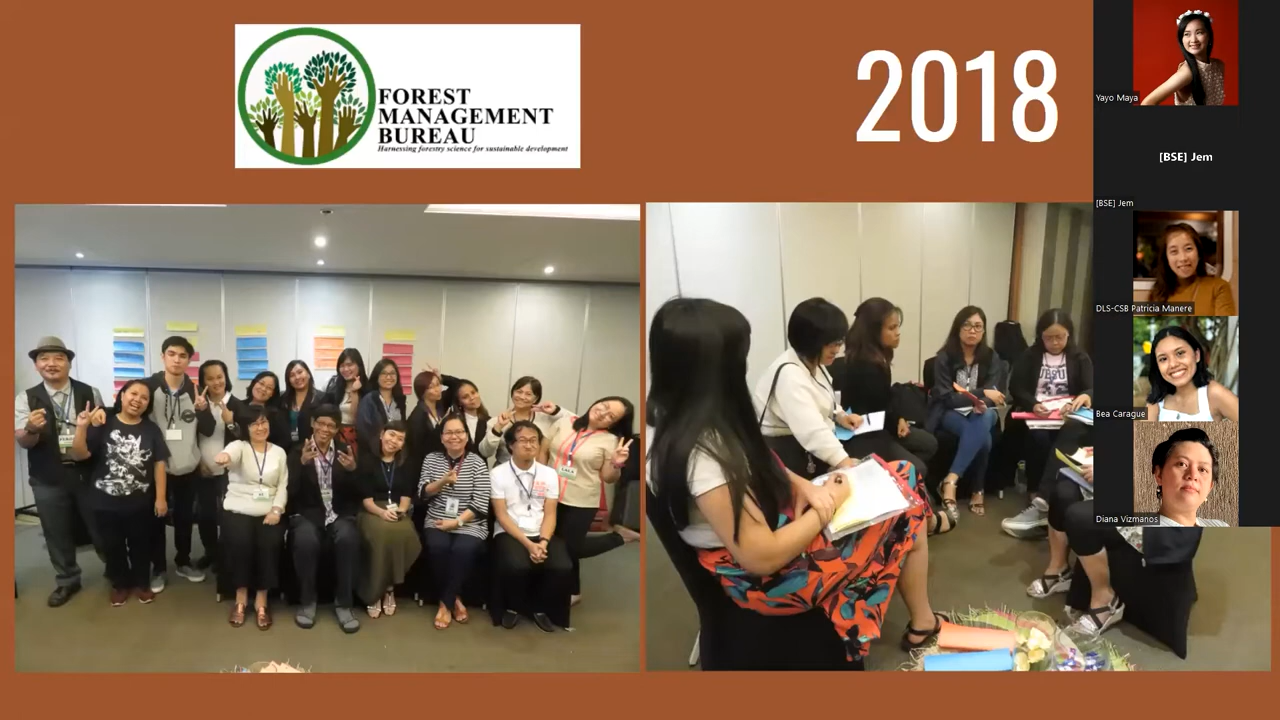 FOREST
MANAGEMENT
BUREAU
Harnessing forestry science for sustainable development
2018
Yayo Maya
[BSE] Jem
[BSE] Jem
DLS-CSB Patricia Manere
Bea Carague
Diana Vizmanos